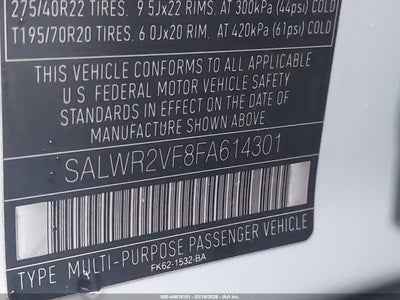 275/40R22 TIRES. 9 5Jx22 RIMS. AT 300kPa (44psi) COLD
T195/70R20 TIRES. 6 0Jx20 RIMS. AT 420kPa (61psi) COLD
THIS VEHICLE CONFORMS TO ALL APPLICABLE
U S FEDERAL MOTOR VEHICLE SAFETY
STANDARDS IN EFFECT ON THE DATE OF
MANUFACTURE SHOWN ABOVE
SALWR2VF8FA614301
TYPE MULTI-PURPOSE PASSENGER VEHICLE
FK62-1532-BA